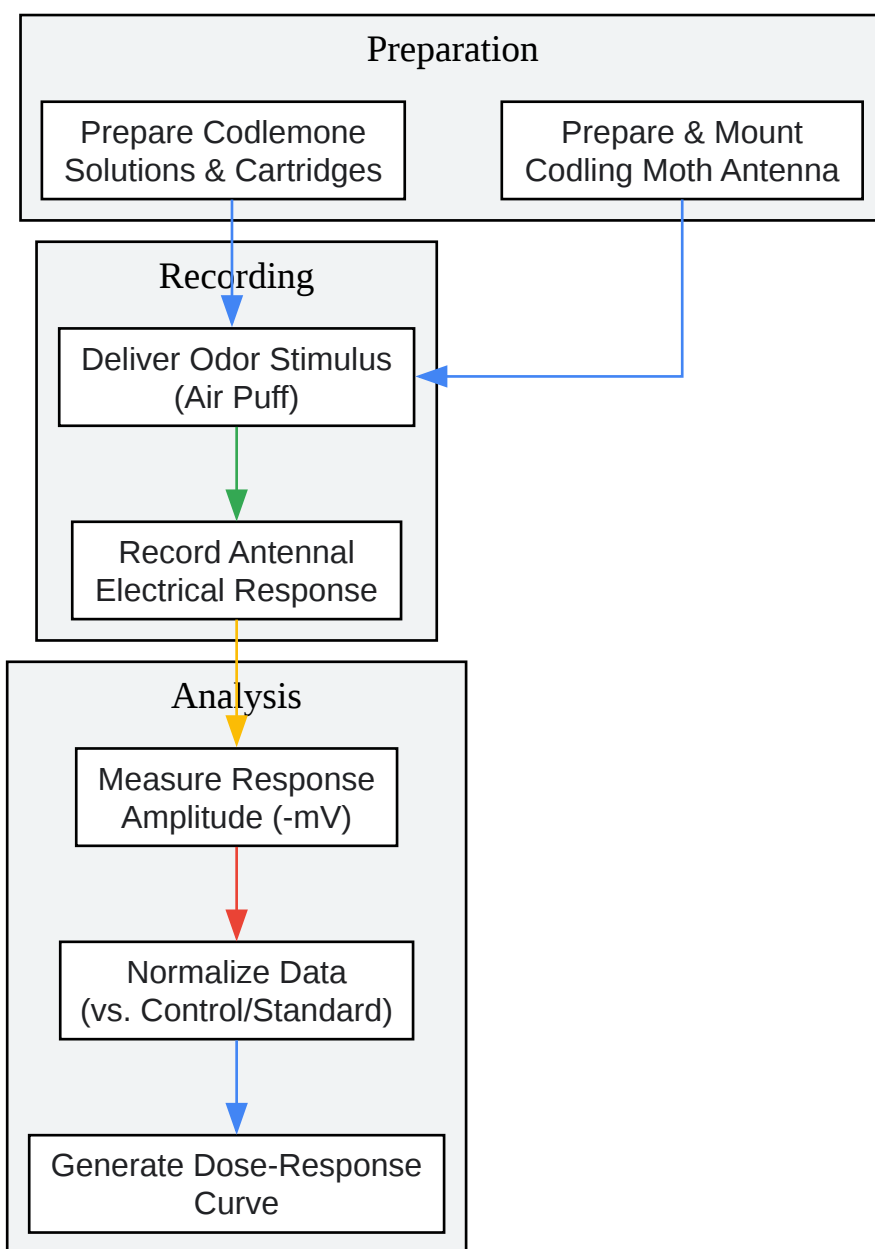 Preparation
Prepare Codlemone
Solutions & Cartridges
Prepare & Mount
Codling Moth Antenna
Recording
Deliver Odor Stimulus
(Air Puff)
Record Antennal
Electrical Response
Analysis
Measure Response
Amplitude (-mV)
Normalize Data
(vs. Control/Standard)
Generate Dose-Response
Curve